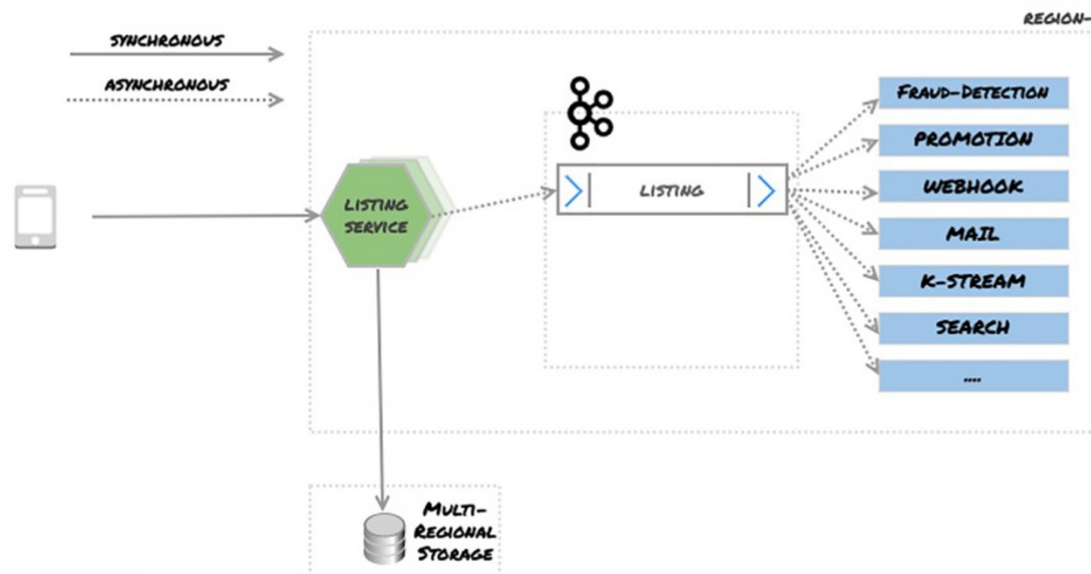 REGION-
SYNCHRONOUS
ASYNCHRONOUS
FRAUD-DETECTION
PROMOTION
LISTING
WEBHOOK
LISTING
SERVICE
MAIL
K-STREAM
SEARCH
....
MULTI-
REGIONAL
STORAGE